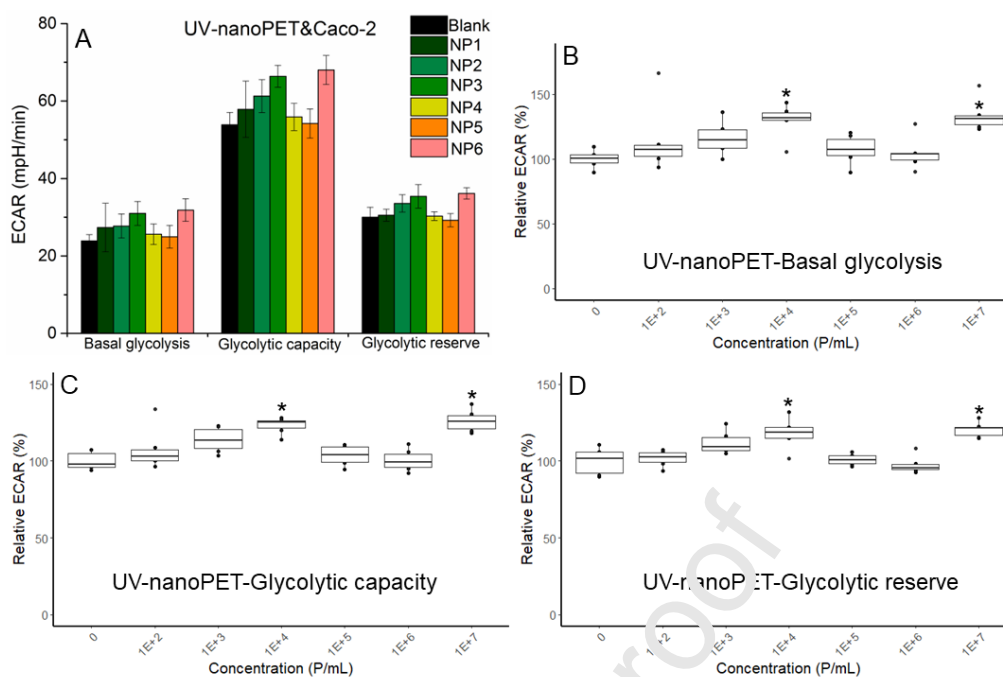 A
UV-nanoPET&Caco-2
Blank
NP1
NP2
NP3
NP4
NP5
NP6
ECAR (mpH/min)
80
60
40
20
0
Basal glycolysis
Glycolytic capacity
Glycolytic reserve
B
Relative ECAR (%)
150
100
50
0
*
*
UV-nanoPET-Basal glycolysis
0
1E+2
1E+3
1E+4
1E+5
1E+6
1E+7
Concentration (P/mL)
C
Relative ECAR (%)
150
100
50
0
*
*
UV-nanoPET-Glycolytic capacity
0
1E+2
1E+3
1E+4
1E+5
1E+6
1E+7
Concentration (P/mL)
D
Relative ECAR (%)
150
100
50
0
*
*
UV-nanoPET-Glycolytic reserve
0
1E+2
1E+3
1E+4
1E+5
1E+6
1E+7
Concentration (P/mL)
roof